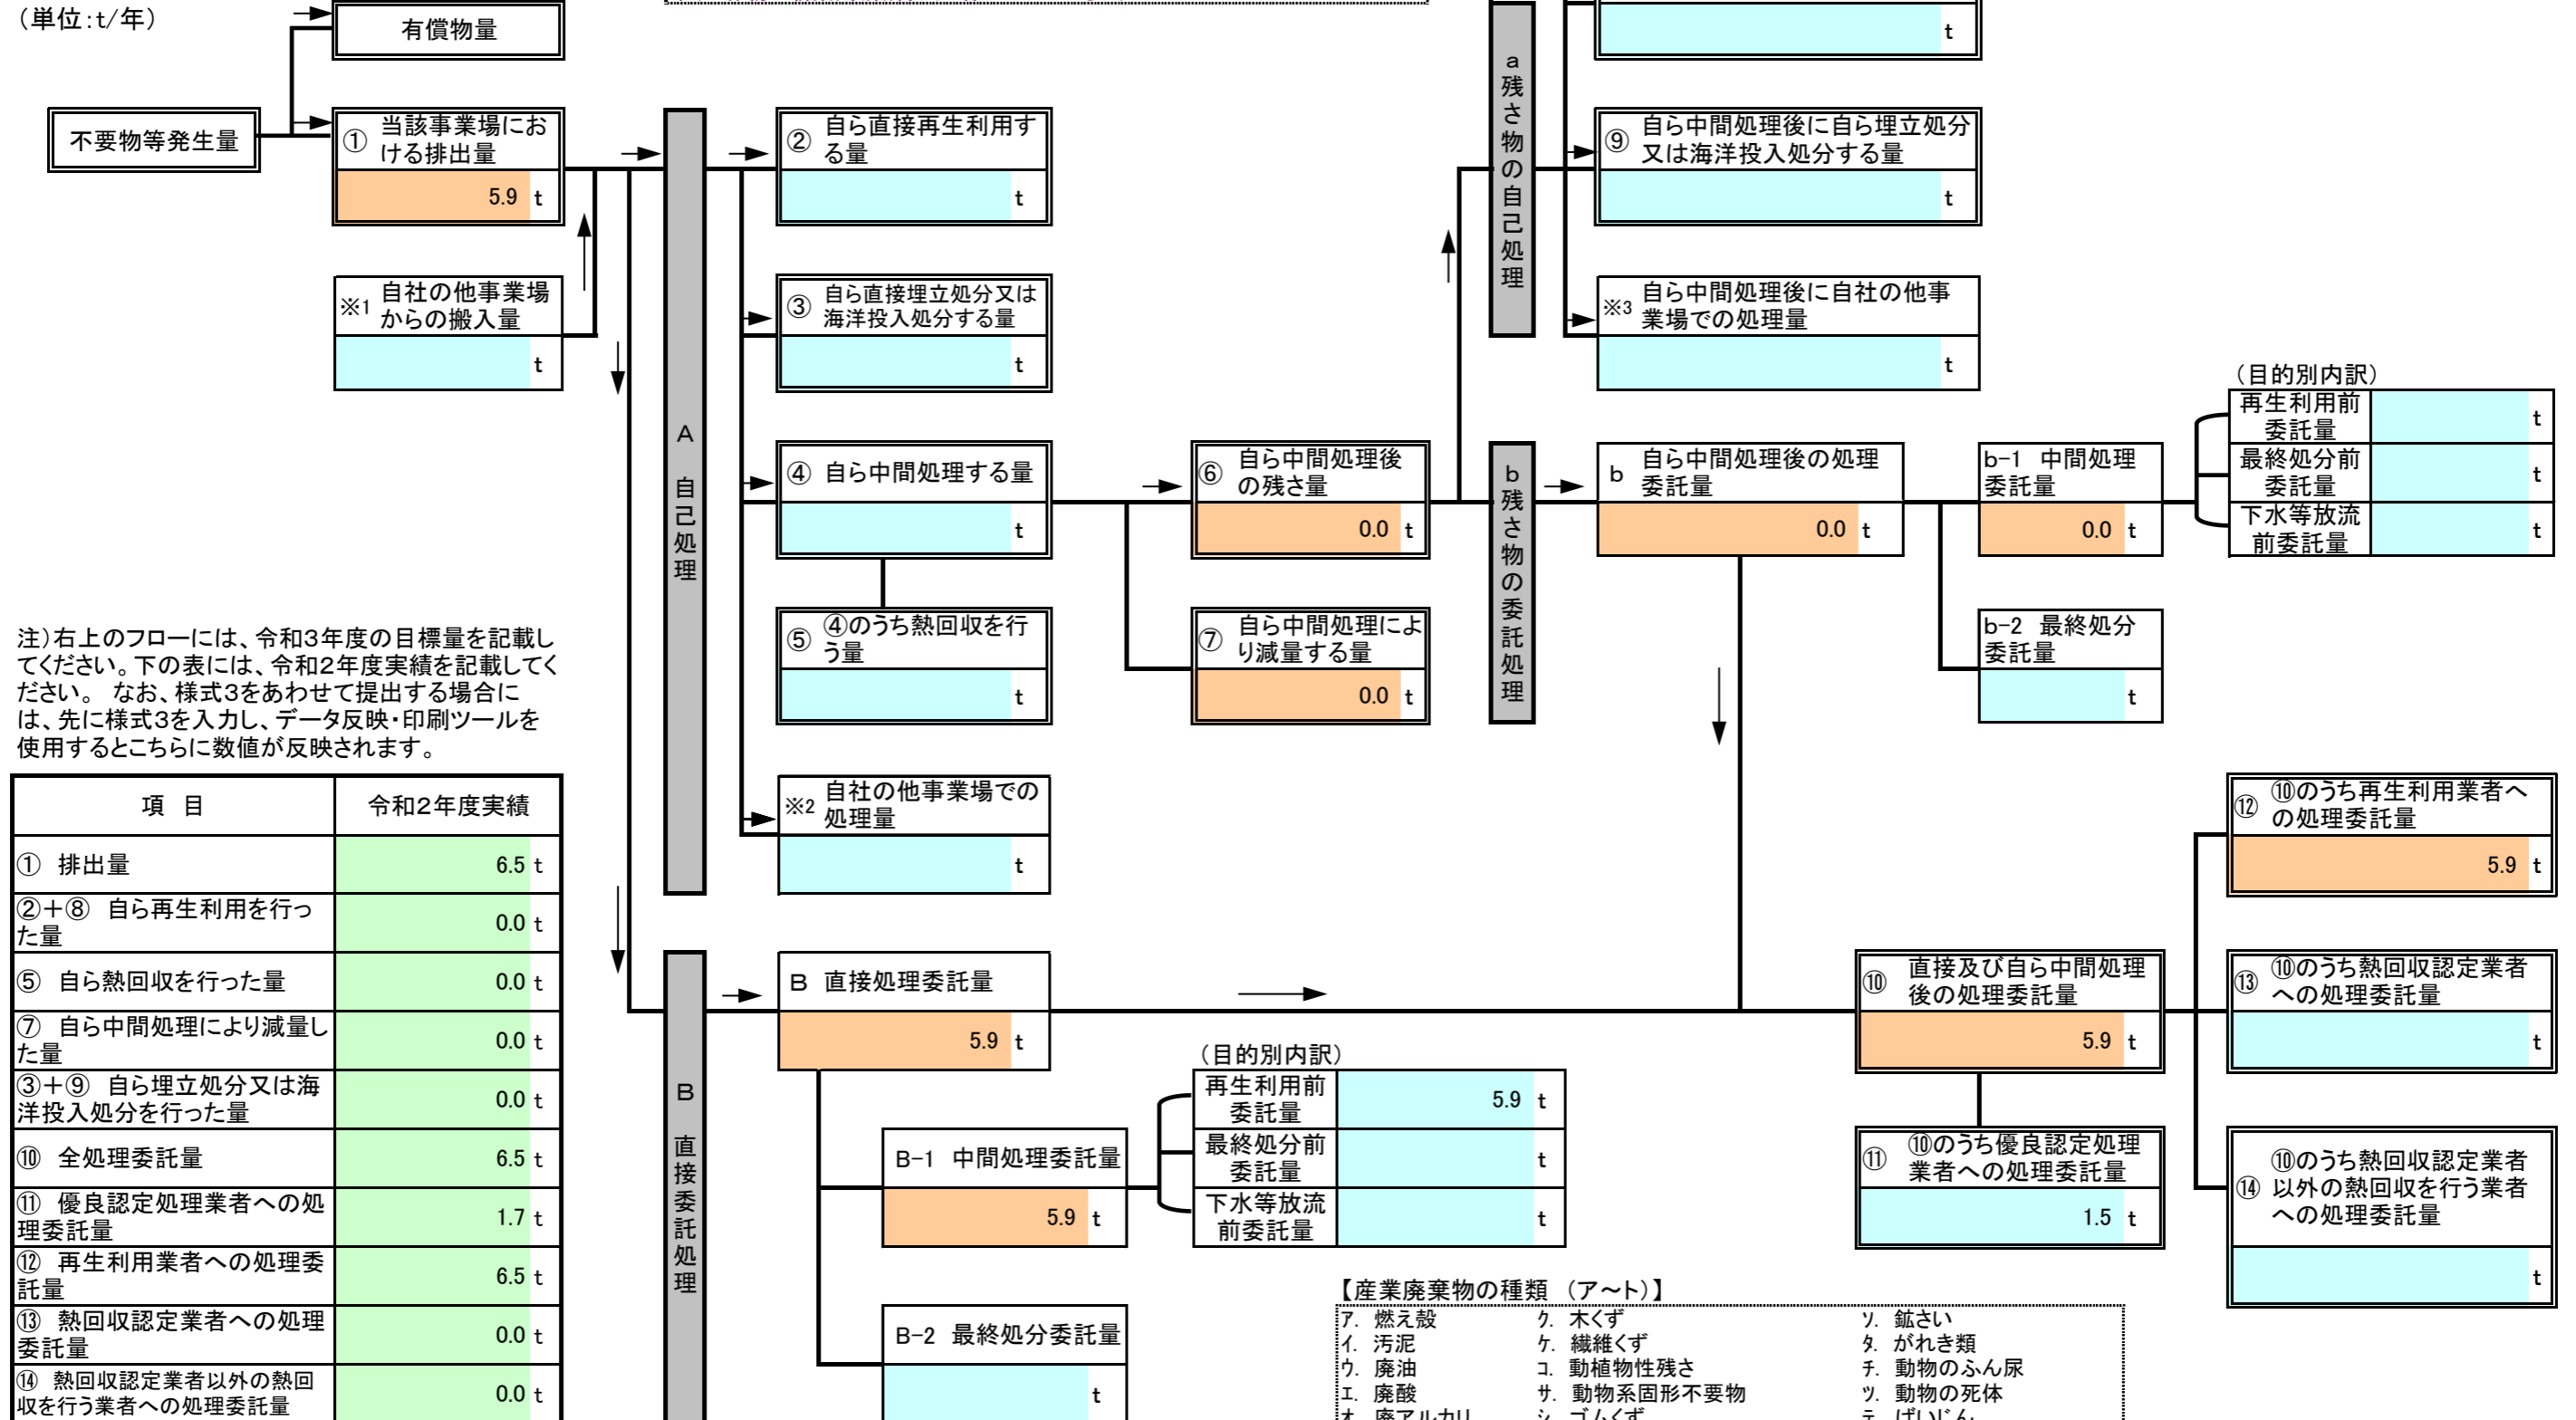 （単位：t/年）
有償物量
t
不要物等発生量
① 当該事業場にお
ける排出量
5.9 t
② 自ら直接再生利用す
る量
t
a 残さ物の自己処理
⑨ 自ら中間処理後に自ら埋立処分
又は海洋投入処分する量
t
※1 自社の他事業場
からの搬入量
t
③ 自ら直接埋立処分又は
海洋投入処分する量
t
※3 自ら中間処理後に自社の他事
業場での処理量
t
A 自己処理
④ 自ら中間処理する量
t
⑥ 自ら中間処理後
の残さ量
0.0 t
b 残さ物の委託処理
b 自ら中間処理後の処理
委託量
0.0 t
b-1 中間処理
委託量
0.0 t
（目的別内訳）
再生利用前
委託量
t
最終処分前
委託量
t
下水等放流
前委託量
t
⑤ ④のうち熱回収を行
う量
t
⑦ 自ら中間処理によ
り減量する量
0.0 t
b-2 最終処分
委託量
t
注）右上のフローには、令和３年度の目標量を記載し
てください。下の表には、令和２年度実績を記載してく
ださい。 なお、様式３をあわせて提出する場合に
は、先に様式３を入力し、データ反映・印刷ツールを
使用するとこちらに数値が反映されます。
※2 自社の他事業場での
処理量
t
項 目 令和２年度実績
① 排出量 6.5 t
②＋⑧ 自ら再生利用を行っ
た量 0.0 t
⑤ 自ら熱回収を行った量 0.0 t
⑦ 自ら中間処理により減量し
た量 0.0 t
③＋⑨ 自ら埋立処分又は海
洋投入処分を行った量 0.0 t
⑩ 全処理委託量 6.5 t
⑪ 優良認定処理業者への処
理委託量 1.7 t
⑫ 再生利用業者への処理委
託量 6.5 t
⑬ 熱回収認定業者への処理
委託量 0.0 t
⑭ 熱回収認定業者以外の熱回
収を行う業者への処理委託量 0.0 t
B 直接委託処理
B 直接処理委託量
5.9 t
B-1 中間処理委託量
5.9 t
（目的別内訳）
再生利用前
委託量
5.9 t
最終処分前
委託量
t
下水等放流
前委託量
t
B-2 最終処分委託量
t
⑩ 直接及び自ら中間処理
後の処理委託量
5.9 t
⑪ ⑩のうち優良認定処理
業者への処理委託量
1.5 t
⑫ ⑩のうち再生利用業者へ
の処理委託量
5.9 t
⑬ ⑩のうち熱回収認定業者
への処理委託量
t
⑭ ⑩のうち熱回収認定業者
以外の熱回収を行う業者
への処理委託量
t
【産業廃棄物の種類 （ア～ト）】
ｱ. 燃え殻 ｸ. 木くず ｿ. 鉱さい
ｲ. 汚泥 ｹ. 繊維くず ﾀ. がれき類
ｳ. 廃油 ｺ. 動植物性残さ ﾁ. 動物のふん尿
ｴ. 廃酸 ｻ. 動物系固形不要物 ﾂ. 動物の死体
ｵ. 廃アルカリ ｼ. ゴムくず ﾃ. ばいじん